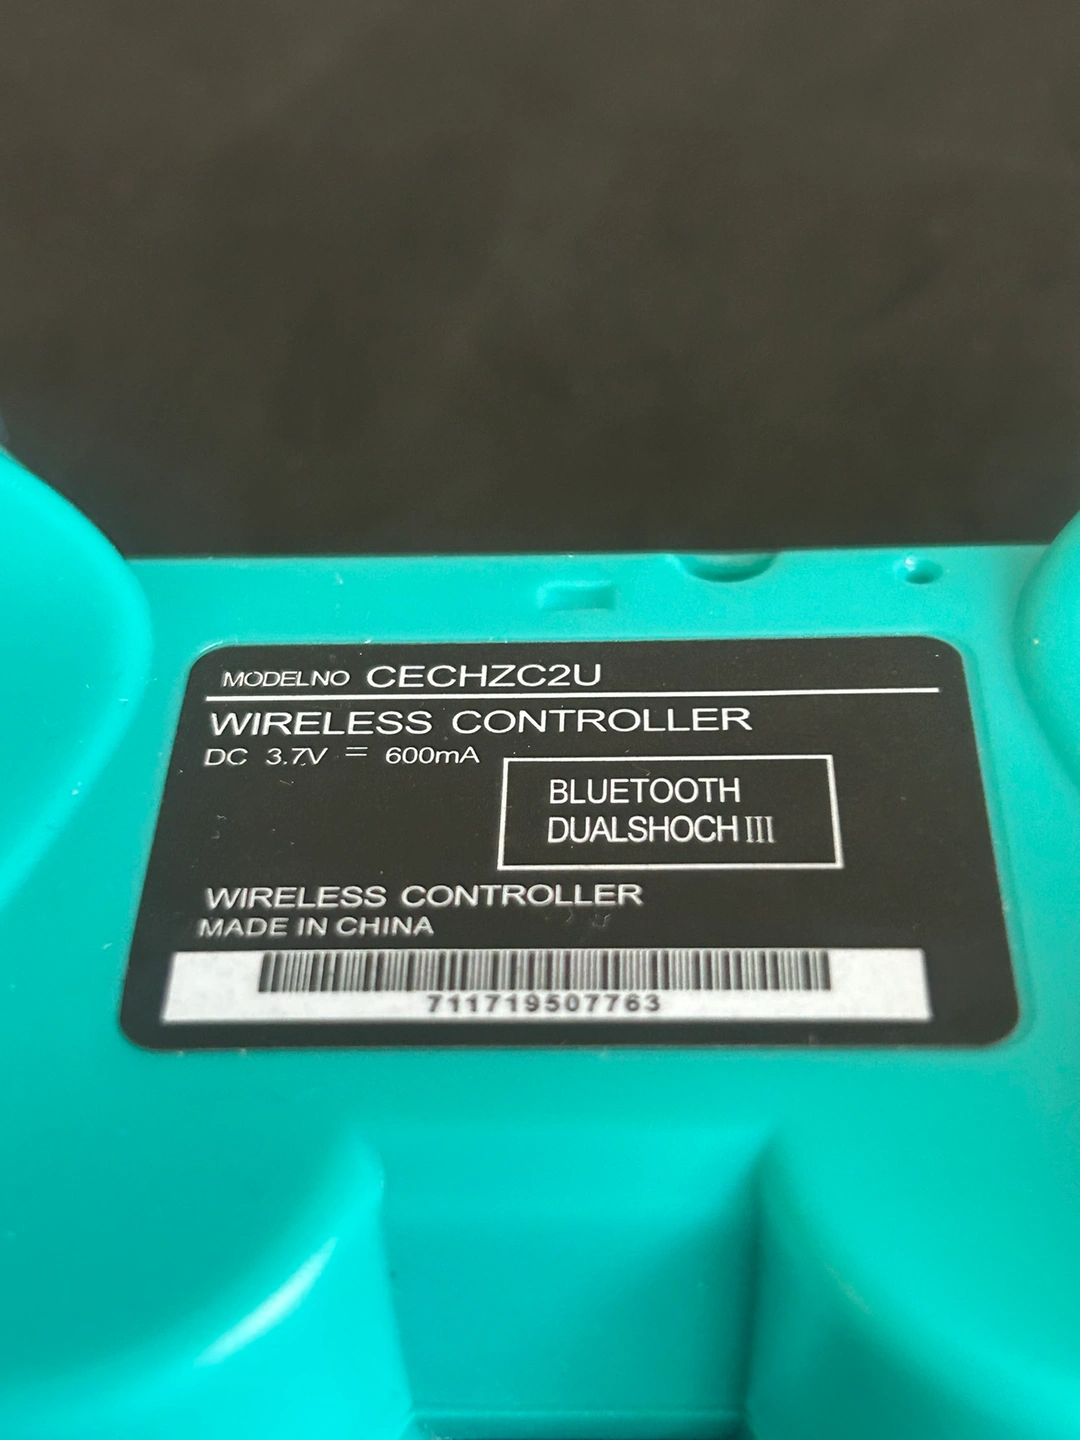 MODELNO CECHZC2U
WIRELESS CONTROLLER
DC 3.7V ⎓ 600mA
BLUETOOTH
DUALSHOCH III
WIRELESS CONTROLLER
MADE IN CHINA
711719507763